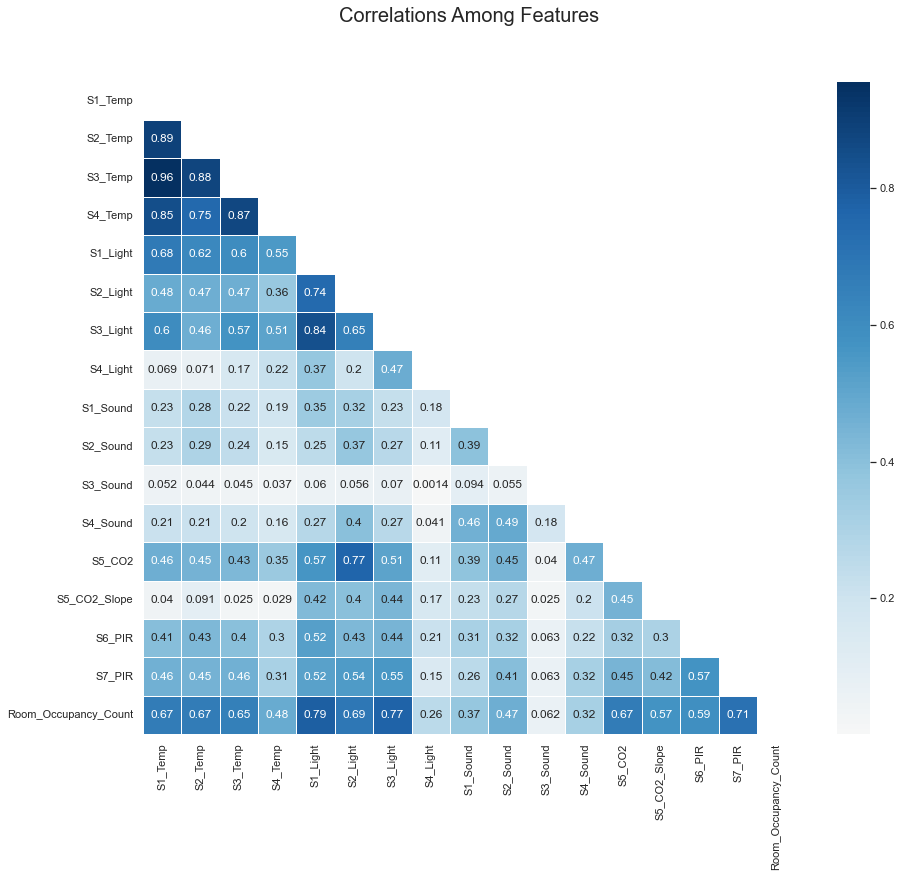 Correlations Among Features
S1_Temp
S2_Temp 0.89
S3_Temp 0.96 0.88
S4_Temp 0.85 0.75 0.87
S1_Light 0.68 0.62 0.6 0.55
S2_Light 0.48 0.47 0.47 0.36 0.74
S3_Light 0.6 0.46 0.57 0.51 0.84 0.65
S4_Light 0.069 0.071 0.17 0.22 0.37 0.2 0.47
S1_Sound 0.23 0.28 0.22 0.19 0.35 0.32 0.23 0.18
S2_Sound 0.23 0.29 0.24 0.15 0.25 0.37 0.27 0.11 0.39
S3_Sound 0.052 0.044 0.045 0.037 0.06 0.056 0.07 0.0014 0.094 0.055
S4_Sound 0.21 0.21 0.2 0.16 0.27 0.4 0.27 0.041 0.46 0.49 0.18
S5_CO2 0.46 0.45 0.43 0.35 0.57 0.77 0.51 0.11 0.39 0.45 0.04 0.47
S5_CO2_Slope 0.04 0.091 0.025 0.029 0.42 0.4 0.44 0.17 0.23 0.27 0.025 0.2 0.45
S6_PIR 0.41 0.43 0.4 0.3 0.52 0.43 0.44 0.21 0.31 0.32 0.063 0.22 0.32 0.3
S7_PIR 0.46 0.45 0.46 0.31 0.52 0.54 0.55 0.15 0.26 0.41 0.063 0.32 0.45 0.42 0.57
Room_Occupancy_Count 0.67 0.67 0.65 0.48 0.79 0.69 0.77 0.26 0.37 0.47 0.062 0.32 0.67 0.57 0.59 0.71
S1_Temp
S2_Temp
S3_Temp
S4_Temp
S1_Light
S2_Light
S3_Light
S4_Light
S1_Sound
S2_Sound
S3_Sound
S4_Sound
S5_CO2
S5_CO2_Slope
S6_PIR
S7_PIR
Room_Occupancy_Count
0.8
0.6
0.4
0.2